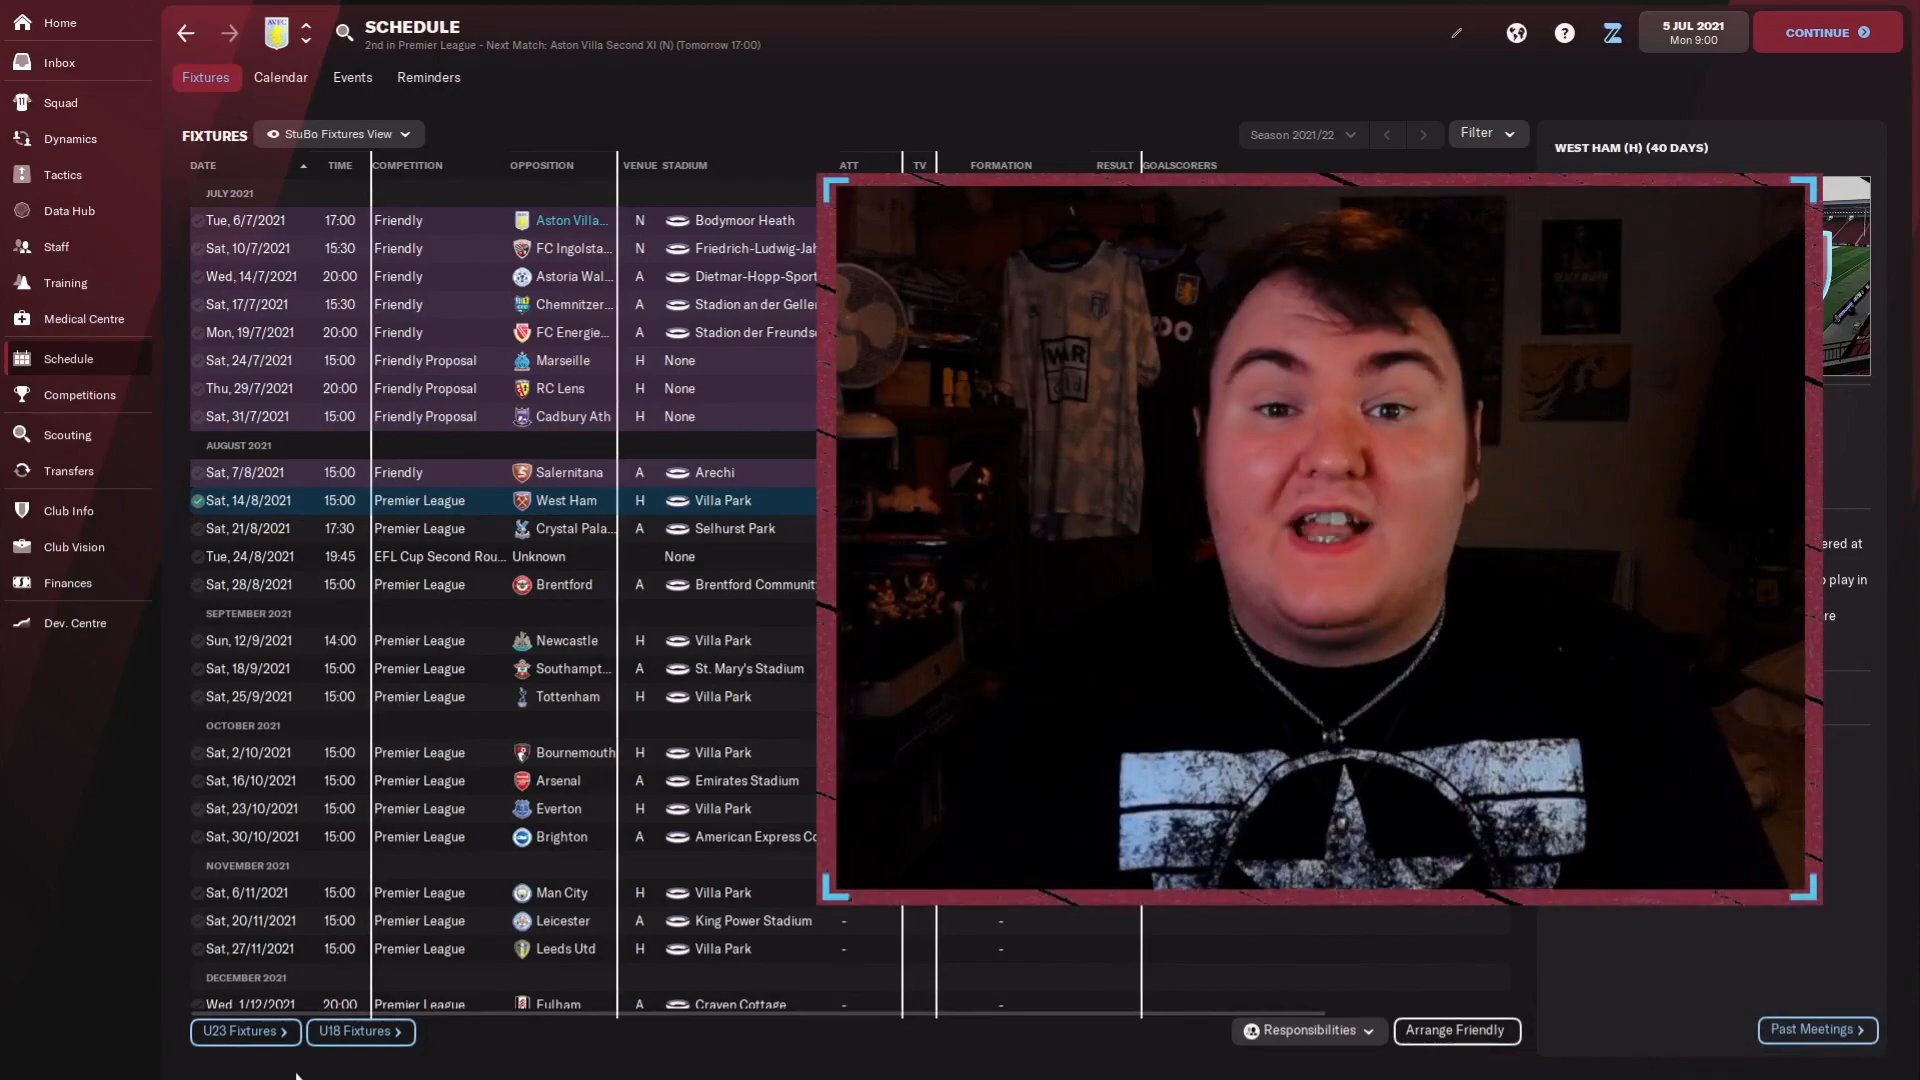 Home
Inbox
Squad
Dynamics
Tactics
Data Hub
Staff
Training
Medical Centre
Schedule
Competitions
Scouting
Transfers
Club Info
Club Vision
Finances
Dev. Centre
SCHEDULE
2nd in Premier League - Next Match: Aston Villa Second XI (N) (Tomorrow 17:00)
5 JUL 2021
Mon 9:00
CONTINUE
Fixtures Calendar Events Reminders
FIXTURES StuBo Fixtures View Season 2021/22 Filter
DATE TIME COMPETITION OPPOSITION VENUE STADIUM ATT TV FORMATION RESULT GOALSCORERS
JULY 2021
Tue, 6/7/2021 17:00 Friendly Aston Villa... N Bodymoor Heath
Sat, 10/7/2021 15:30 Friendly FC Ingolsta... N Friedrich-Ludwig-Jah
Wed, 14/7/2021 20:00 Friendly Astoria Wal... A Dietmar-Hopp-Sport
Sat, 17/7/2021 15:30 Friendly Chemnitzer... A Stadion an der Geller
Mon, 19/7/2021 20:00 Friendly FC Energie... A Stadion der Freunds
Sat, 24/7/2021 15:00 Friendly Proposal Marseille H None
Thu, 29/7/2021 20:00 Friendly Proposal RC Lens H None
Sat, 31/7/2021 15:00 Friendly Proposal Cadbury Ath H None
AUGUST 2021
Sat, 7/8/2021 15:00 Friendly Salernitana A Arechi
Sat, 14/8/2021 15:00 Premier League West Ham H Villa Park
Sat, 21/8/2021 17:30 Premier League Crystal Pala... A Selhurst Park
Tue, 24/8/2021 19:45 EFL Cup Second Rou... Unknown None
Sat, 28/8/2021 15:00 Premier League Brentford A Brentford Communit
SEPTEMBER 2021
Sun, 12/9/2021 14:00 Premier League Newcastle H Villa Park
Sat, 18/9/2021 15:00 Premier League Southampt... A St. Mary's Stadium
Sat, 25/9/2021 15:00 Premier League Tottenham H Villa Park
OCTOBER 2021
Sat, 2/10/2021 15:00 Premier League Bournemouth H Villa Park
Sat, 16/10/2021 15:00 Premier League Arsenal A Emirates Stadium
Sat, 23/10/2021 15:00 Premier League Everton H Villa Park
Sat, 30/10/2021 15:00 Premier League Brighton A American Express Co
NOVEMBER 2021
Sat, 6/11/2021 15:00 Premier League Man City H Villa Park
Sat, 20/11/2021 15:00 Premier League Leicester A King Power Stadium - -
Sat, 27/11/2021 15:00 Premier League Leeds Utd H Villa Park - -
DECEMBER 2021
Wed, 1/12/2021 20:00 Premier League Fulham A Craven Cottage - -
U23 Fixtures U18 Fixtures Responsibilities Arrange Friendly Past Meetings
WEST HAM (H) (40 DAYS)
ered at
play in
re